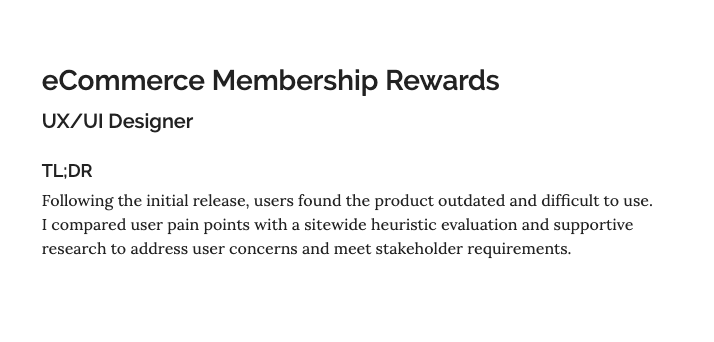 eCommerce Membership Rewards
UX/UI Designer
TL;DR
Following the initial release, users found the product outdated and difficult to use.
I compared user pain points with a sitewide heuristic evaluation and supportive
research to address user concerns and meet stakeholder requirements.